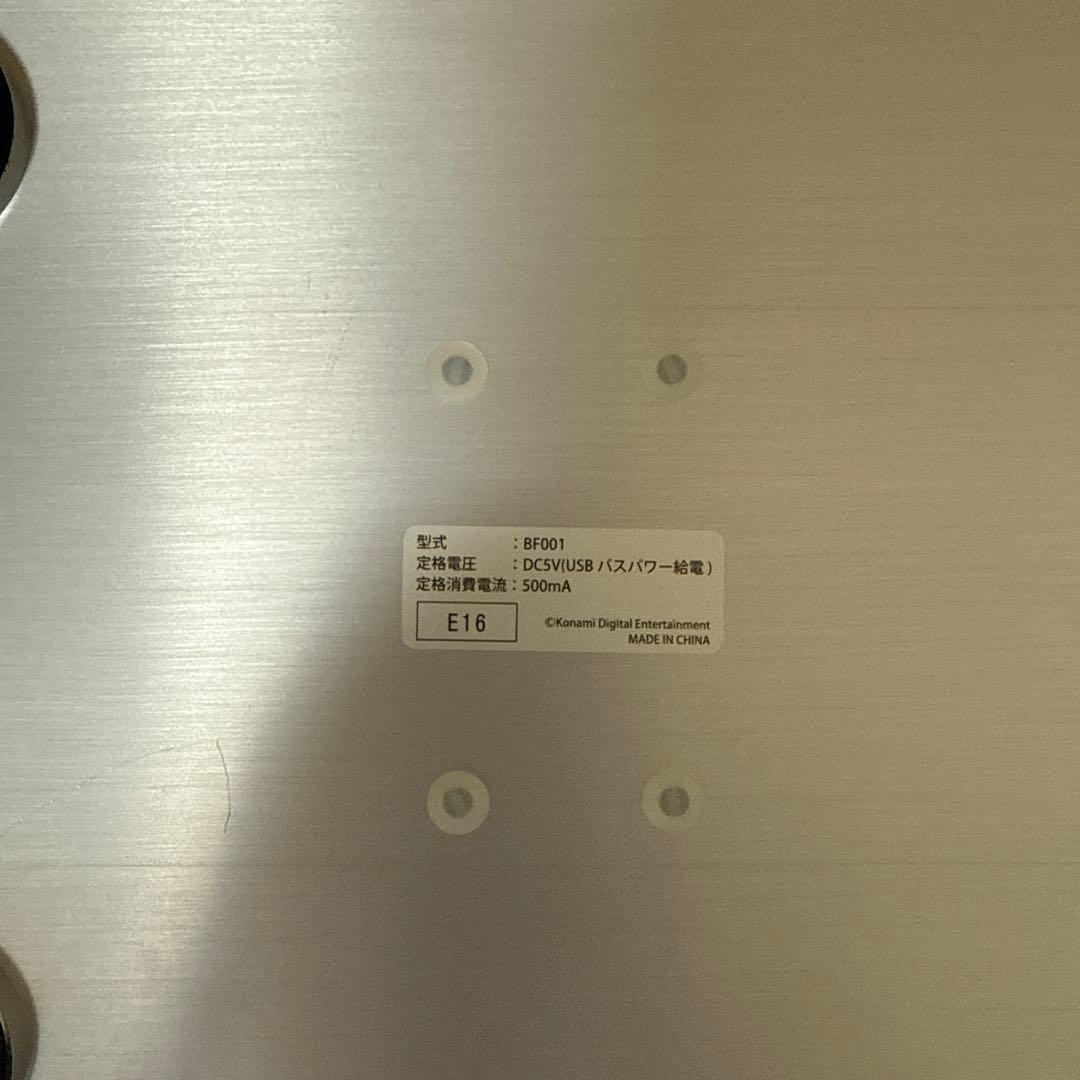 型式　　　　：BF001
定格電圧　　：DC5V(USB バスパワー給電 )
定格消費電流：500mA
E16
©Konami Digital Entertainment
MADE IN CHINA